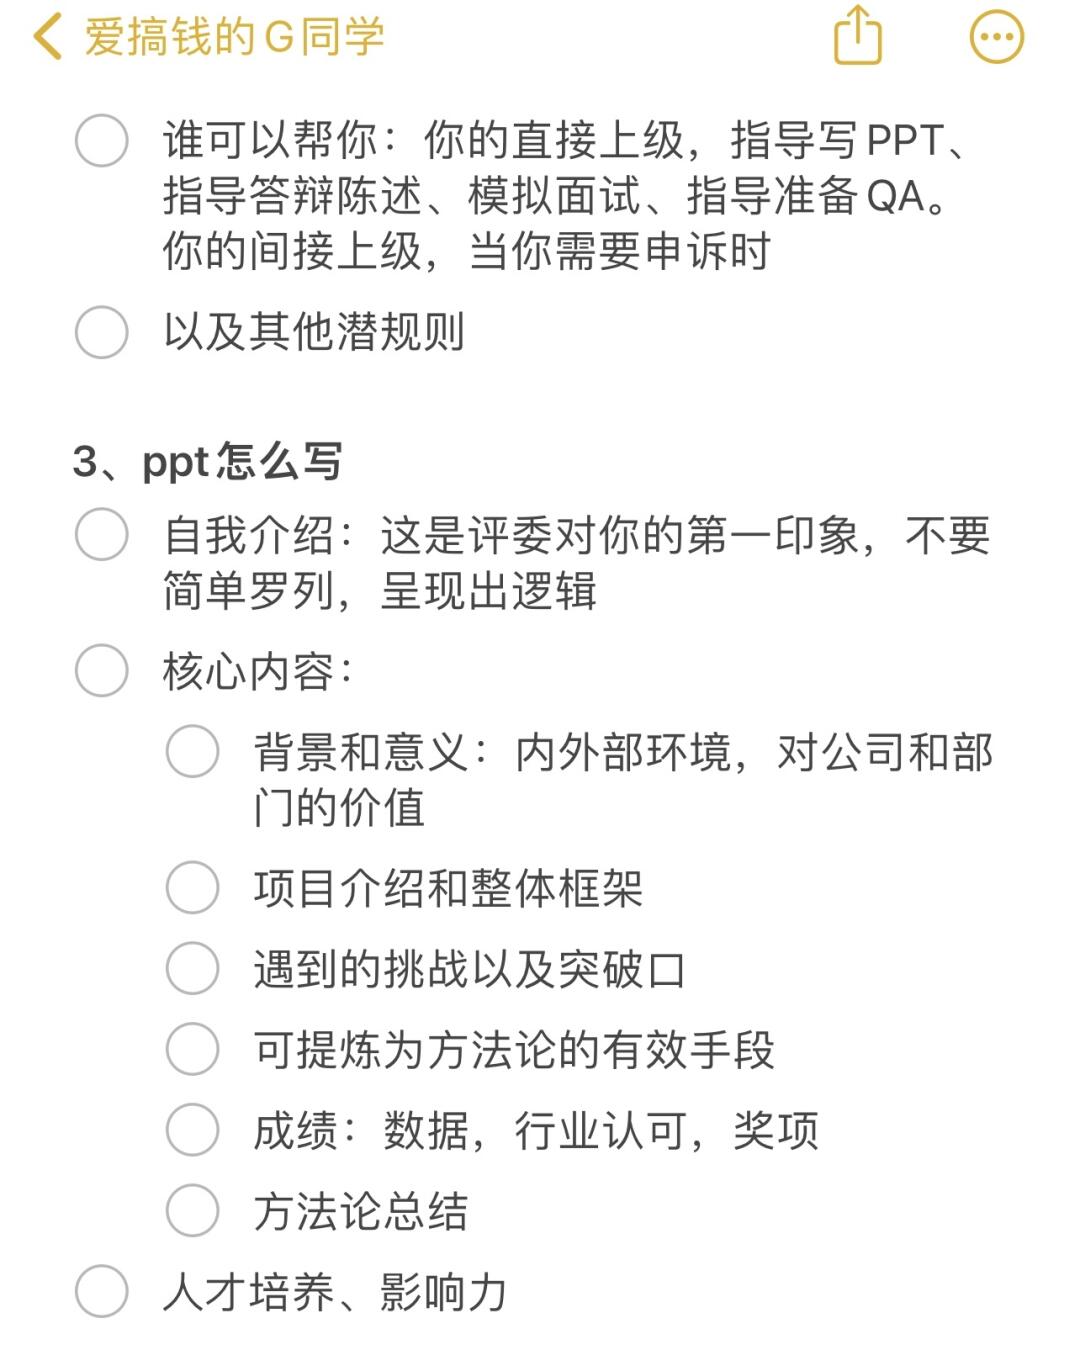 爱搞钱的G同学
谁可以帮你：你的直接上级，指导写PPT、
指导答辩陈述、模拟面试、指导准备QA。
你的间接上级，当你需要申诉时
以及其他潜规则
3、ppt怎么写
自我介绍：这是评委对你的第一印象，不要
简单罗列，呈现出逻辑
核心内容：
背景和意义：内外部环境，对公司和部
门的价值
项目介绍和整体框架
遇到的挑战以及突破口
可提炼为方法论的有效手段
成绩：数据，行业认可，奖项
方法论总结
人才培养、影响力